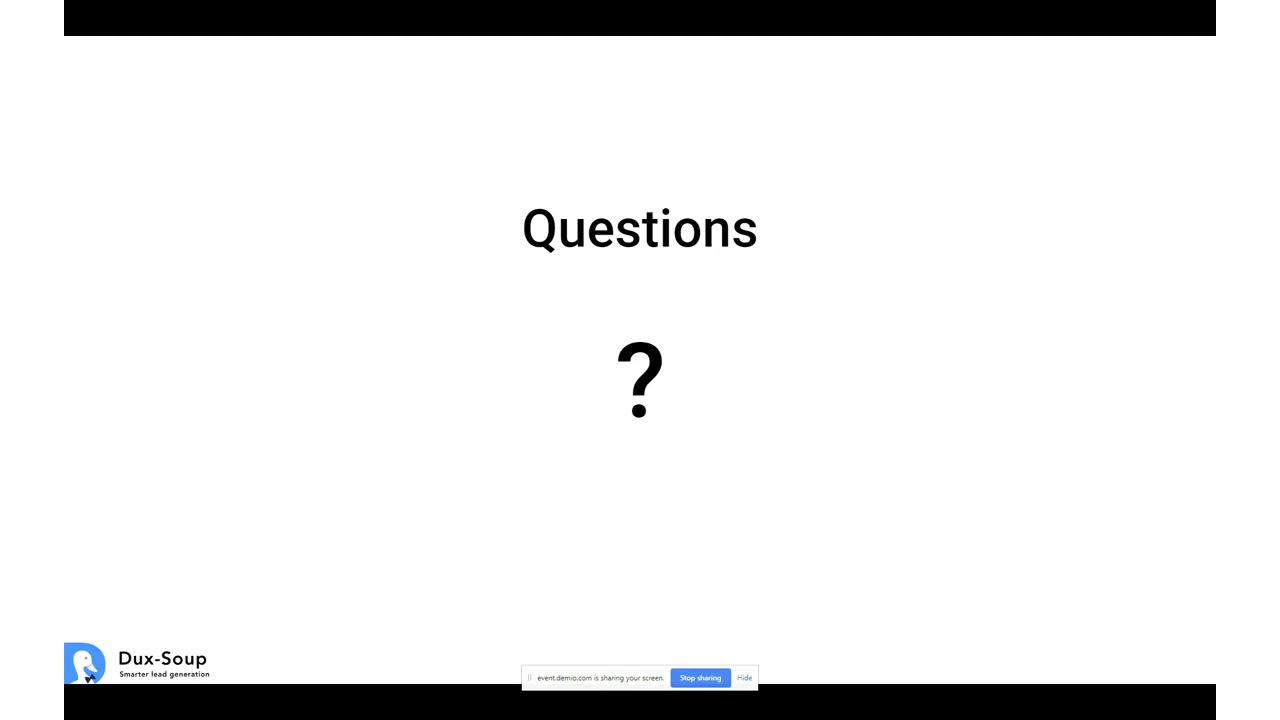 Questions
?
Dux-Soup
Smarter lead generation
event.demio.com is sharing your screen. Stop sharing Hide